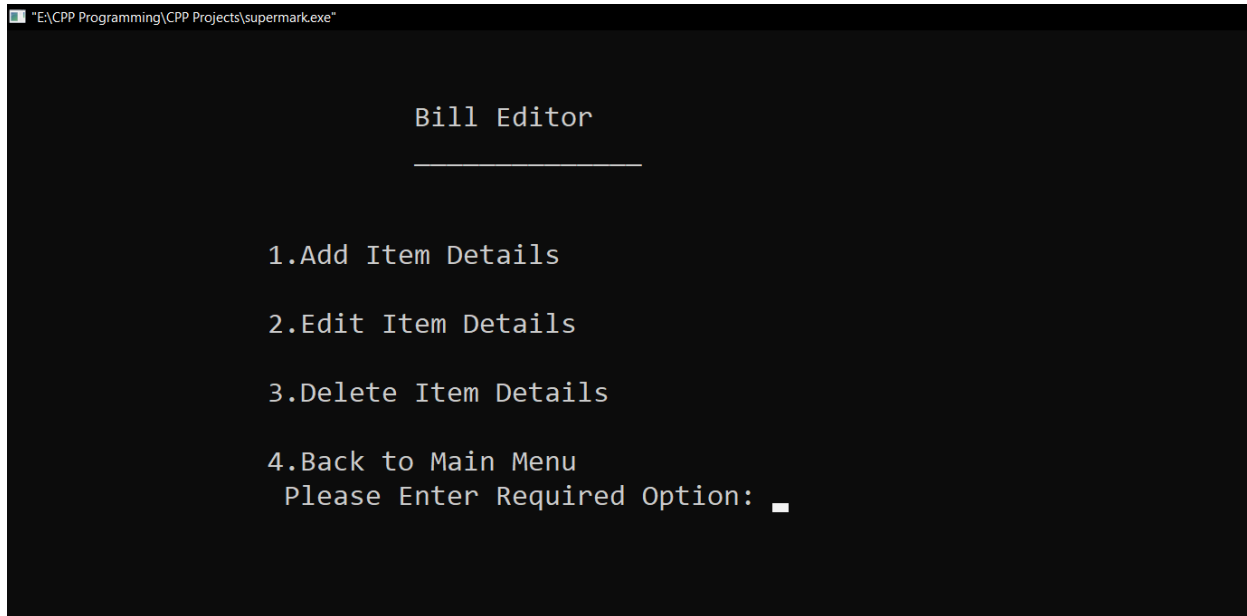 "E:\CPP Programming\CPP Projects\supermark.exe"
Bill Editor
______________
1.Add Item Details
2.Edit Item Details
3.Delete Item Details
4.Back to Main Menu
Please Enter Required Option: _